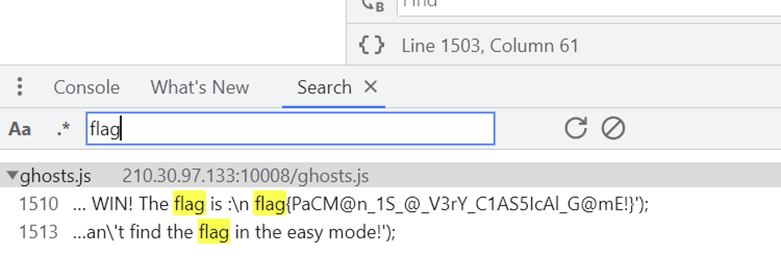 Find
{} Line 1503, Column 61
Console What's New Search ×
Aa .* flag
ghosts.js — 210.30.97.133:10008/ghosts.js
1510 ... WIN! The flag is :\n flag{PaCM@n_1S_@_V3rY_C1AS5IcAl_G@mE!}');
1513 ...an\'t find the flag in the easy mode!');